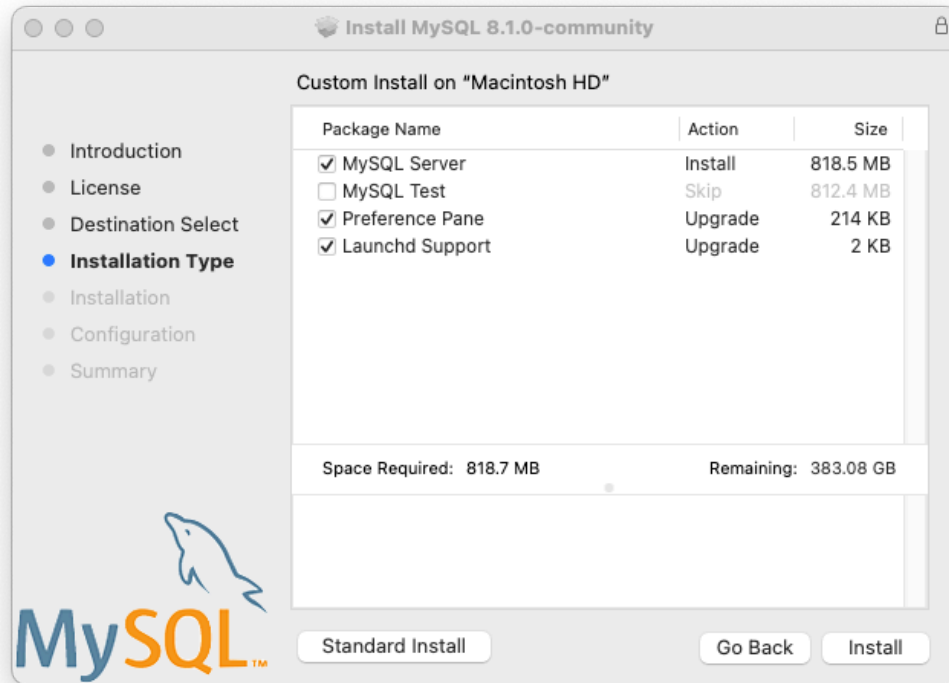 Install MySQL 8.1.0-community
Custom Install on "Macintosh HD"
Introduction
License
Destination Select
Installation Type
Installation
Configuration
Summary
Package Name Action Size
MySQL Server Install 818.5 MB
MySQL Test Skip 812.4 MB
Preference Pane Upgrade 214 KB
Launchd Support Upgrade 2 KB
Space Required: 818.7 MB Remaining: 383.08 GB
MySQL™
Standard Install Go Back Install